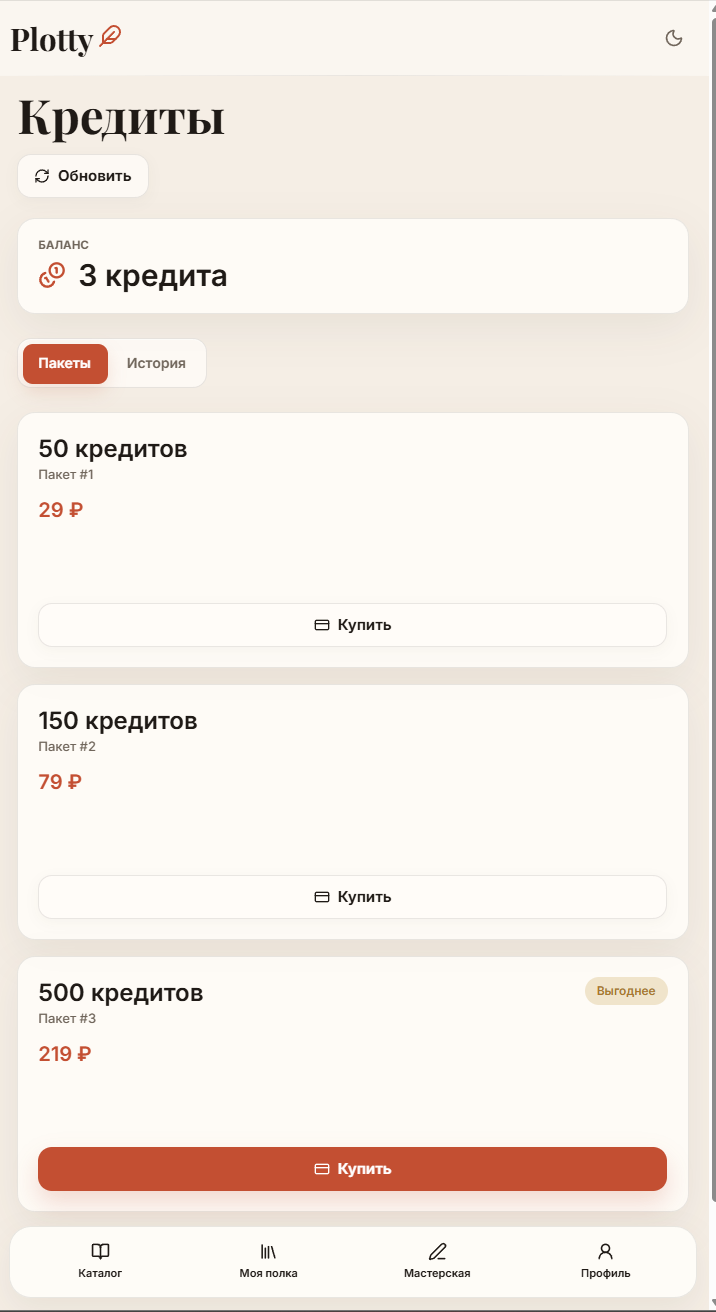 Plotty
Кредиты
Обновить
БАЛАНС
3 кредита
Пакеты
История
50 кредитов
Пакет #1
29 ₽
Купить
150 кредитов
Пакет #2
79 ₽
Купить
500 кредитов
Выгоднее
Пакет #3
219 ₽
Купить
Каталог
Моя полка
Мастерская
Профиль